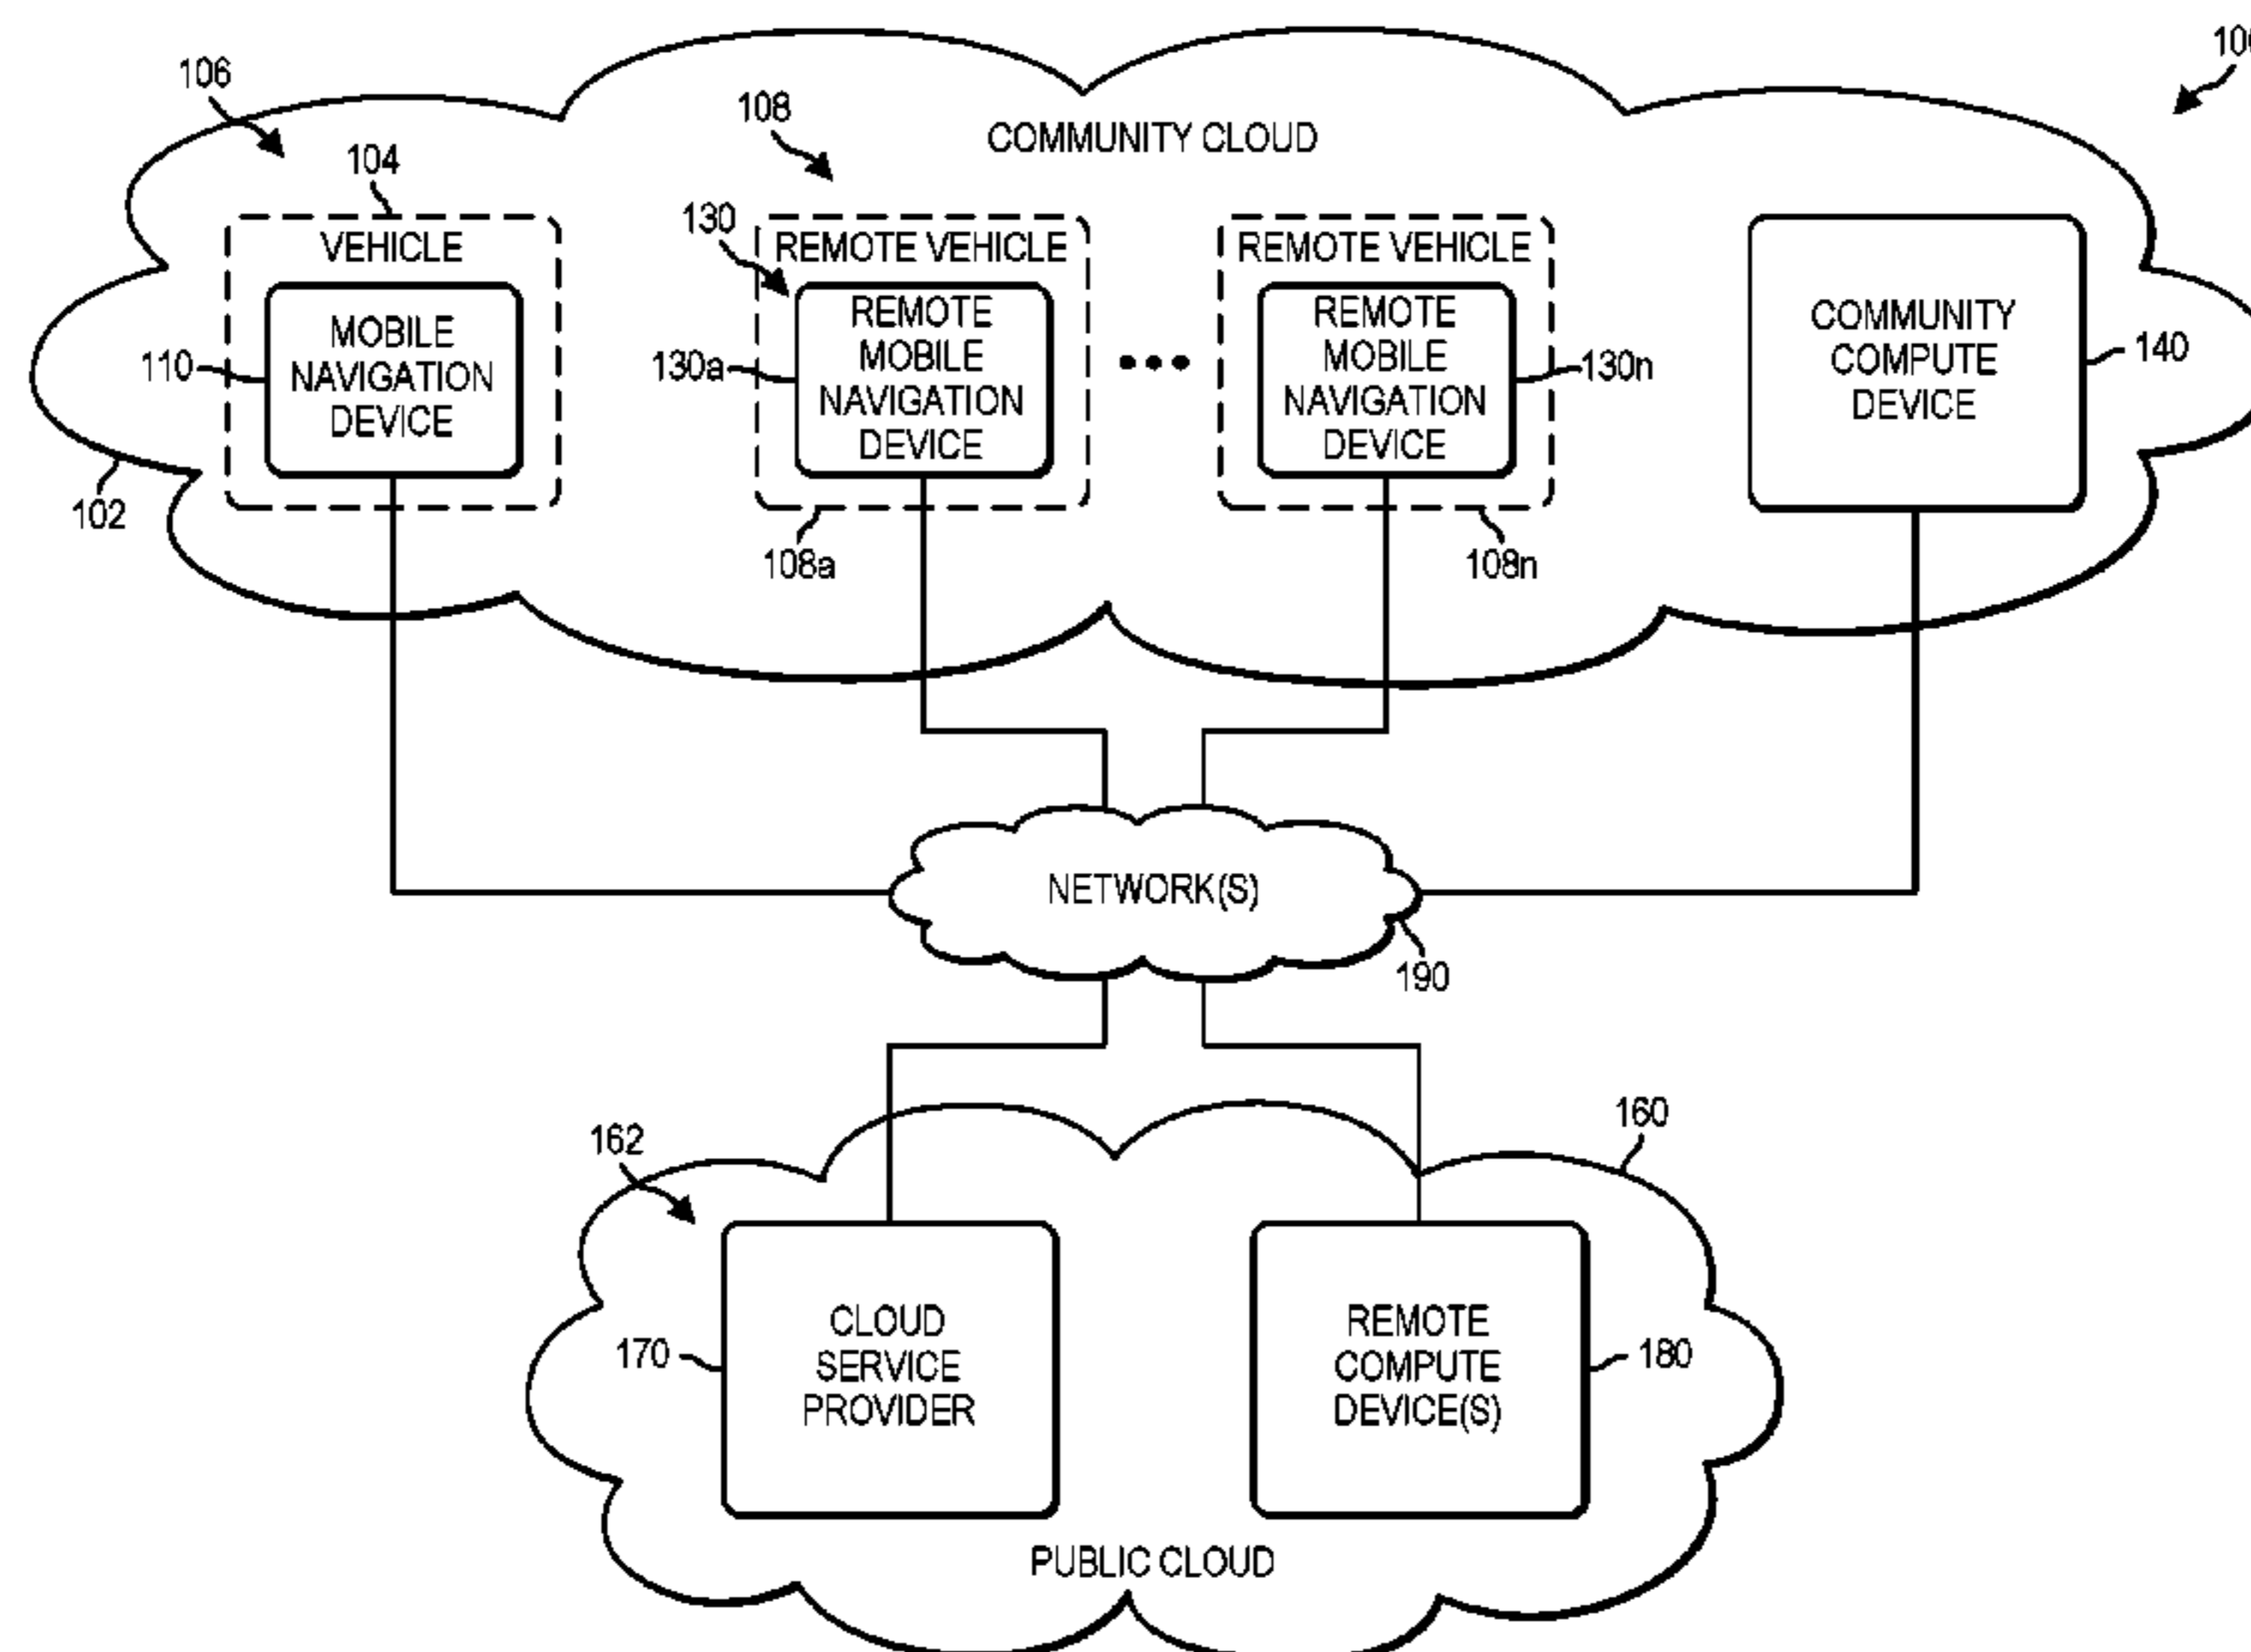 106
108
COMMUNITY CLOUD
104
VEHICLE
MOBILE
NAVIGATION
DEVICE
110
102
130
REMOTE VEHICLE
REMOTE
MOBILE
NAVIGATION
DEVICE
130a
108a
REMOTE VEHICLE
REMOTE
MOBILE
NAVIGATION
DEVICE
130n
108n
COMMUNITY
COMPUTE
DEVICE
140
NETWORK(S)
190
162
160
CLOUD
SERVICE
PROVIDER
170
REMOTE
COMPUTE
DEVICE(S)
180
PUBLIC CLOUD